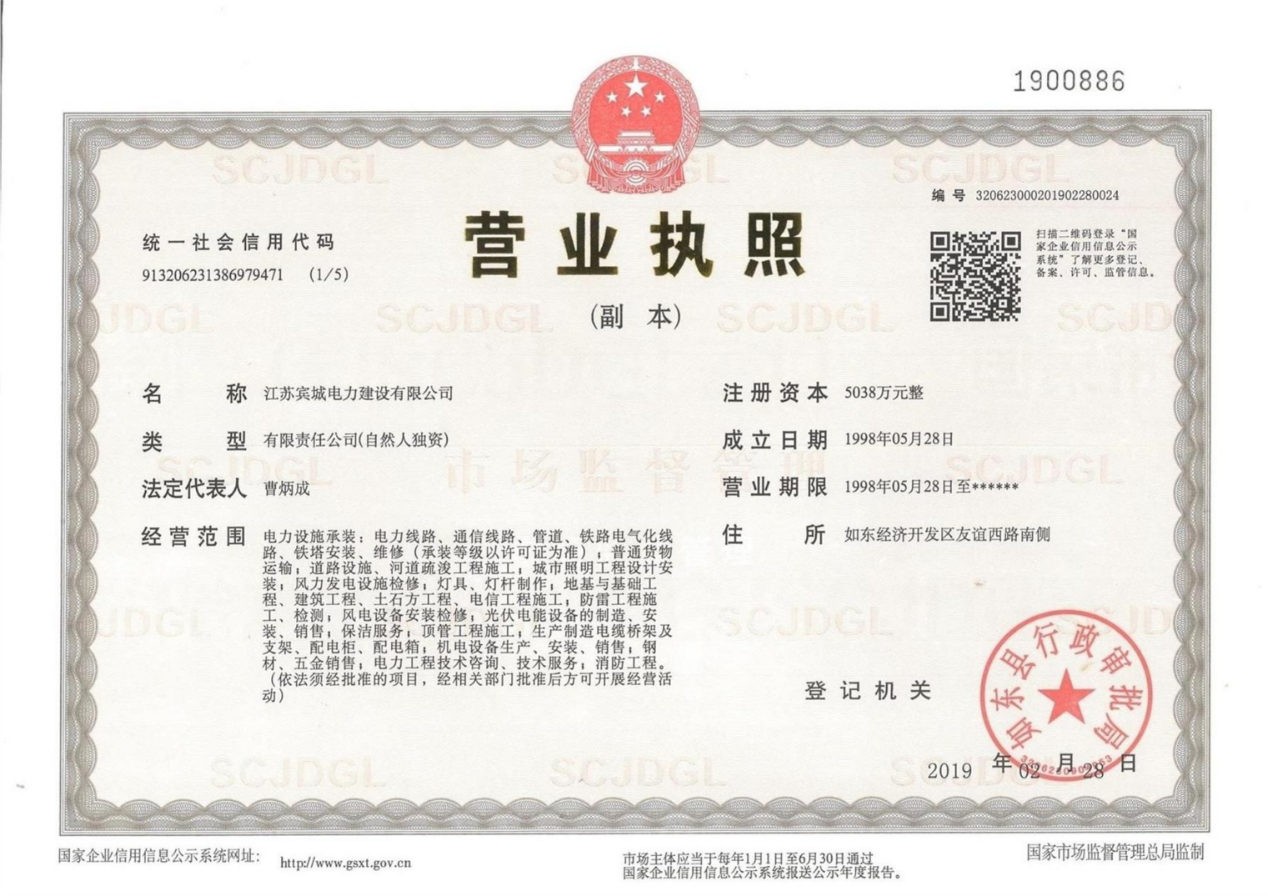 1900886
编 号 320623000201902280024
统一社会信用代码
913206231386979471 (1/5)
营业执照
(副 本)
扫描二维码登录“国
家企业信用信息公示
系统”了解更多登记、
备案、许可、监管信息。
名 称 江苏宾城电力建设有限公司
类 型 有限责任公司(自然人独资)
法定代表人 曹炳成
经营范围 电力设施承装:电力线路、通信线路、管道、铁路电气化线
路、铁塔安装、维修(承装等级以许可证为准);普通货物
运输;道路设施、河道疏浚工程施工;城市照明工程设计安
装;风力发电设施检修;灯具、灯杆制作;地基与基础工
程、建筑工程、土石方工程、电信工程施工;防雷工程施
工、检测;风电设备安装检修;光伏电能设备的制造、安
装、销售;保洁服务;顶管工程施工;生产制造电缆桥架及
支架、配电柜、配电箱;机电设备生产、安装、销售;钢
材、五金销售;电力工程技术咨询、技术服务;消防工程。
(依法须经批准的项目,经相关部门批准后方可开展经营活
动)
注册资本 5038万元整
成立日期 1998年05月28日
营业期限 1998年05月28日至******
住 所 如东经济开发区友谊西路南侧
登记机关
如东县行政审批局
2019 年 02 月 28 日
SCJDGL
市场监督管理
国家企业信用信息公示系统网址: http://www.gsxt.gov.cn
市场主体应当于每年1月1日至6月30日通过
国家企业信用信息公示系统报送公示年度报告。
国家市场监督管理总局监制